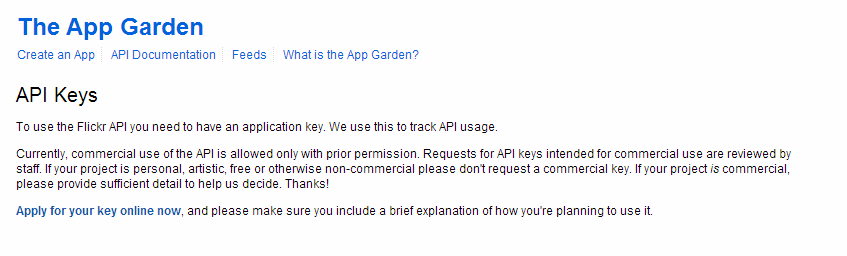 The App Garden
Create an App API Documentation Feeds What is the App Garden?
API Keys
To use the Flickr API you need to have an application key. We use this to track API usage.
Currently, commercial use of the API is allowed only with prior permission. Requests for API keys intended for commercial use are reviewed by
staff. If your project is personal, artistic, free or otherwise non-commercial please don't request a commercial key. If your project is commercial,
please provide sufficient detail to help us decide. Thanks!
Apply for your key online now, and please make sure you include a brief explanation of how you're planning to use it.